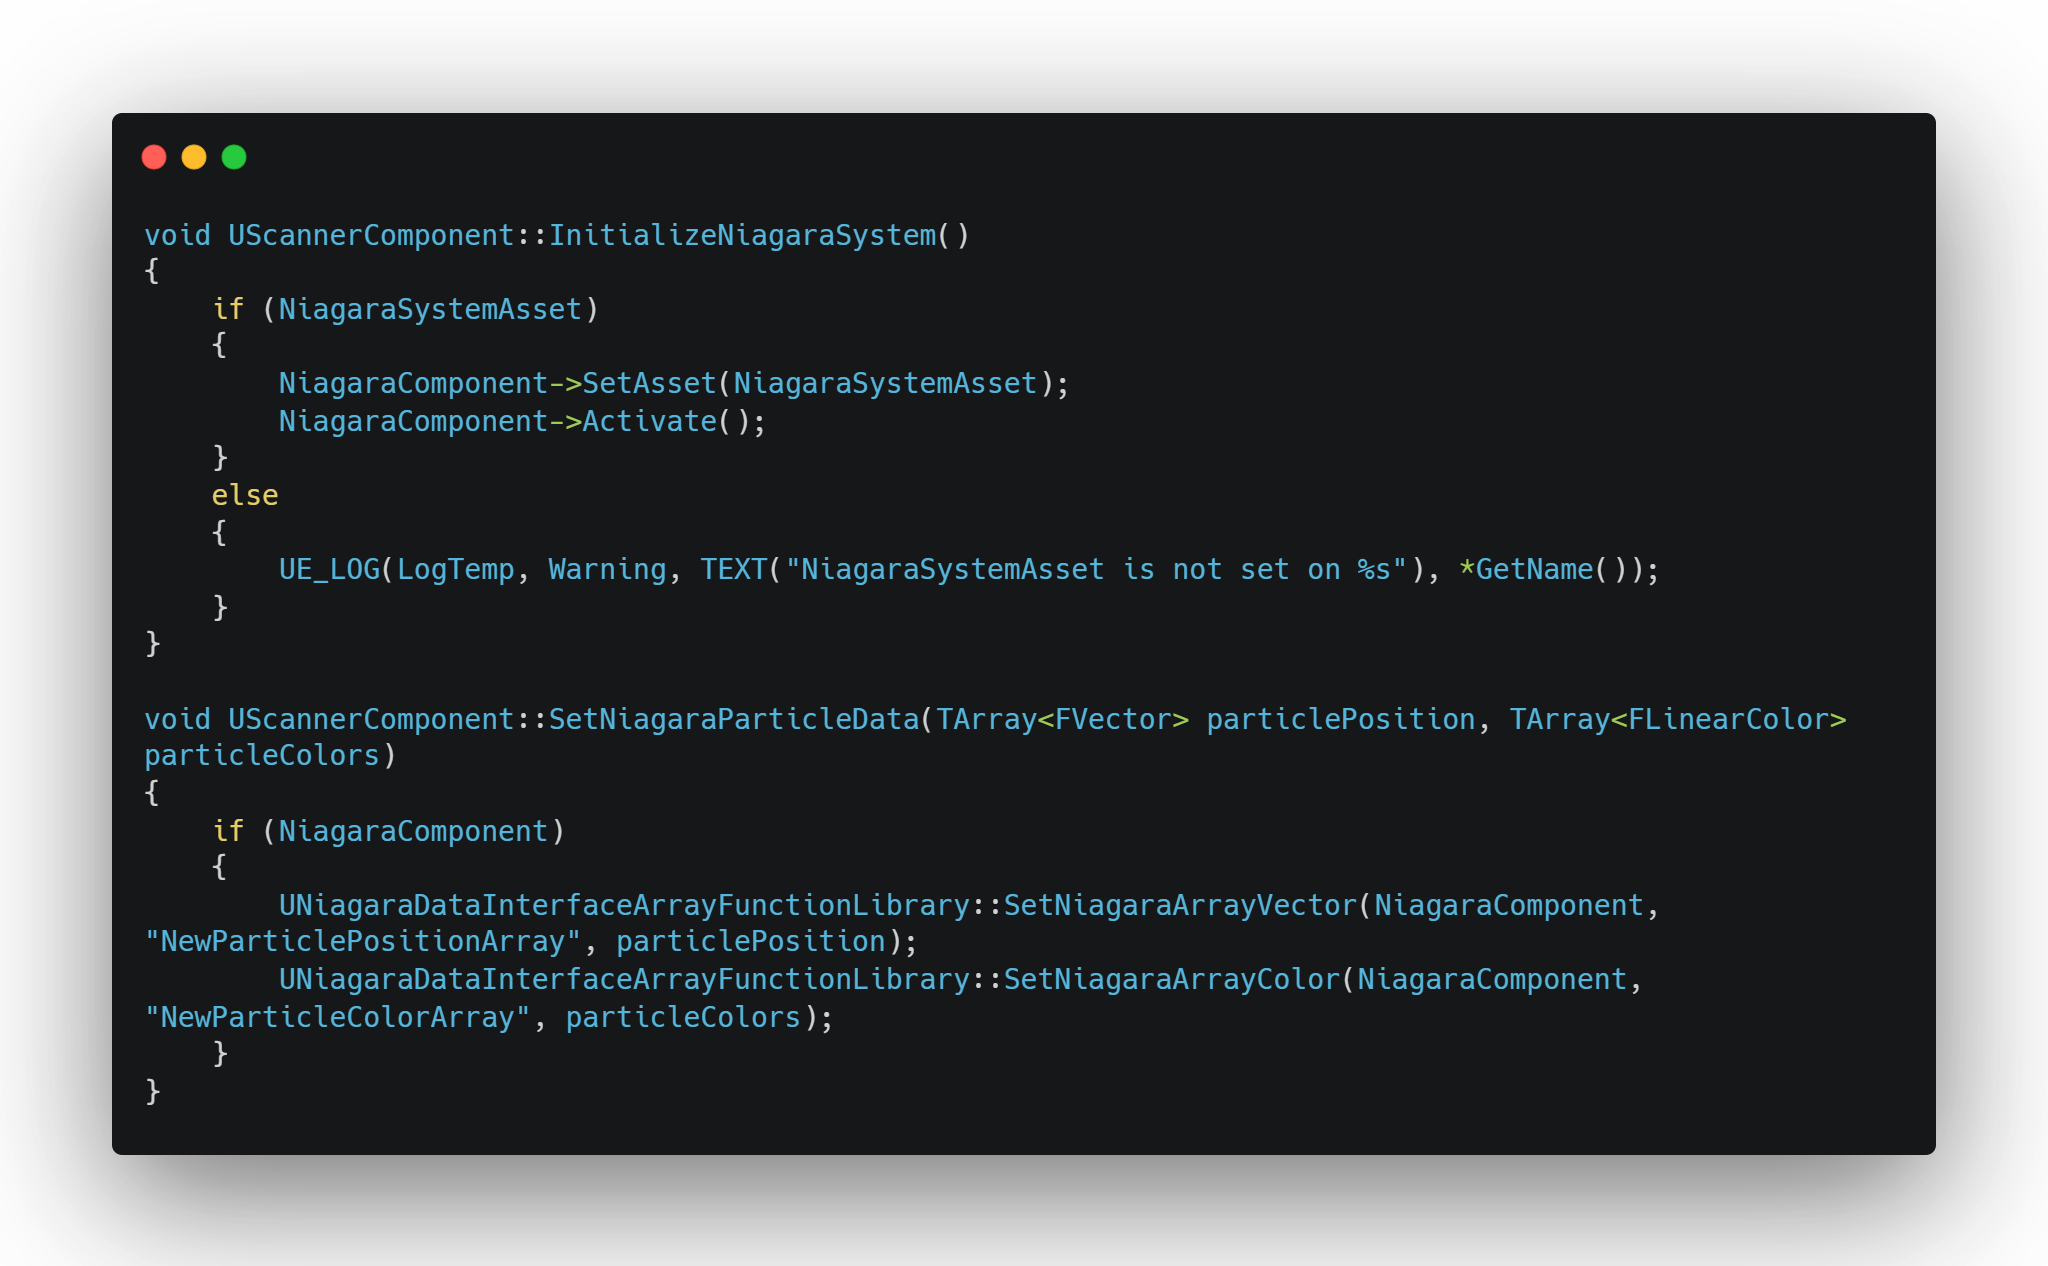 void UScannerComponent::InitializeNiagaraSystem()
{
    if (NiagaraSystemAsset)
    {
        NiagaraComponent->SetAsset(NiagaraSystemAsset);
        NiagaraComponent->Activate();
    }
    else
    {
        UE_LOG(LogTemp, Warning, TEXT("NiagaraSystemAsset is not set on %s"), *GetName());
    }
}

void UScannerComponent::SetNiagaraParticleData(TArray<FVector> particlePosition, TArray<FLinearColor>
particleColors)
{
    if (NiagaraComponent)
    {
        UNiagaraDataInterfaceArrayFunctionLibrary::SetNiagaraArrayVector(NiagaraComponent,
"NewParticlePositionArray", particlePosition);
        UNiagaraDataInterfaceArrayFunctionLibrary::SetNiagaraArrayColor(NiagaraComponent,
"NewParticleColorArray", particleColors);
    }
}